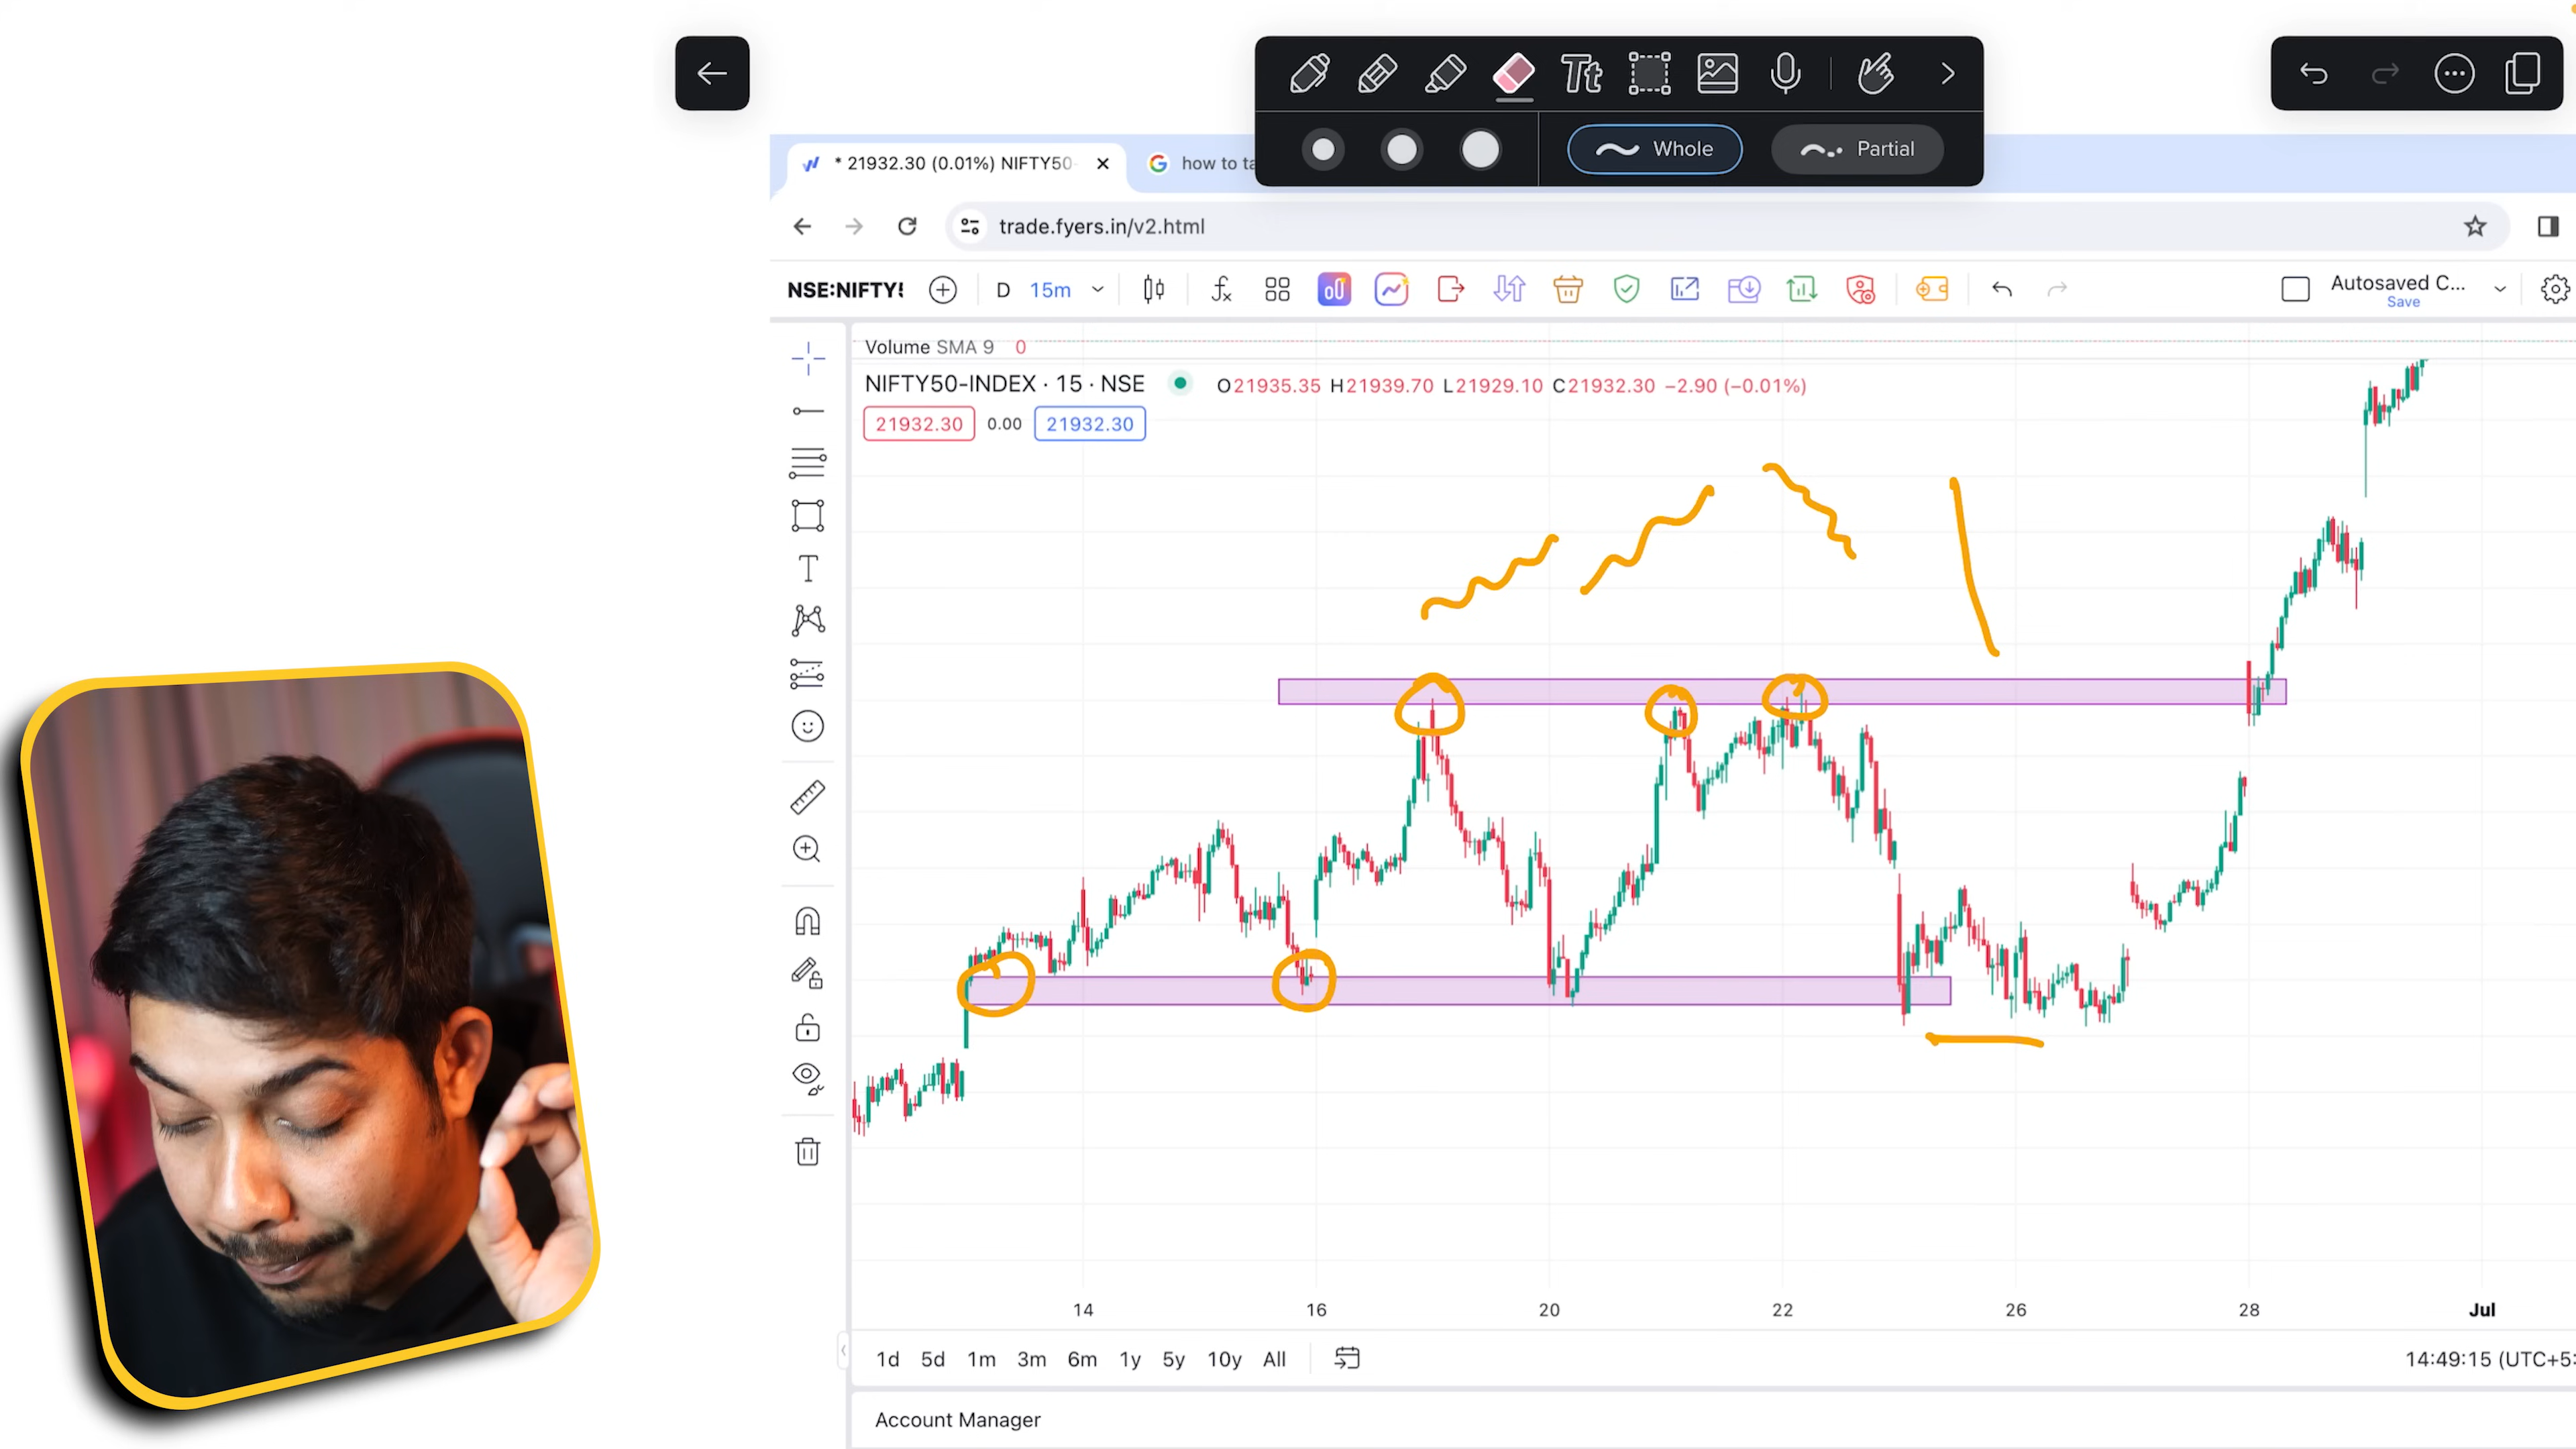 Tt
Whole
Partial
* 21932.30 (0.01%) NIFTY50-
how to ta
trade.fyers.in/v2.html
NSE:NIFTY
D
15m
Autosaved C...
Save
Volume SMA 9 0
NIFTY50-INDEX · 15 · NSE
O21935.35 H21939.70 L21929.10 C21932.30 −2.90 (−0.01%)
21932.30 0.00 21932.30
14 16 20 22 26 28 Jul
1d 5d 1m 3m 6m 1y 5y 10y All
14:49:15 (UTC+5:
Account Manager